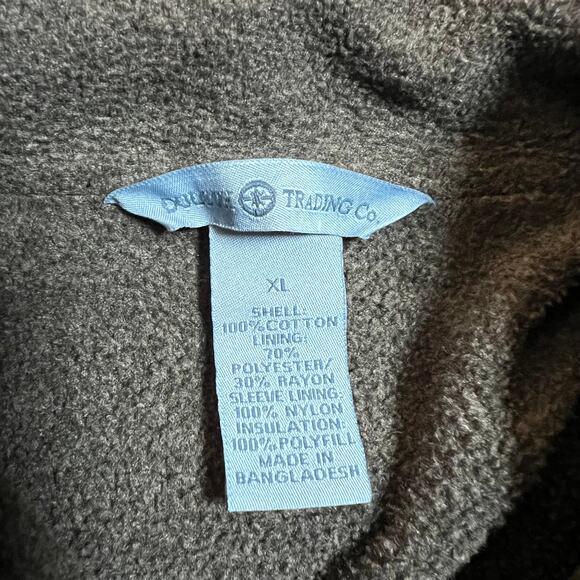 DULUTH TRADING CO.
XL
SHELL:
100% COTTON
LINING:
70%
POLYESTER/
30% RAYON
SLEEVE LINING:
100% NYLON
INSULATION:
100% POLYFILL
MADE IN
BANGLADESH